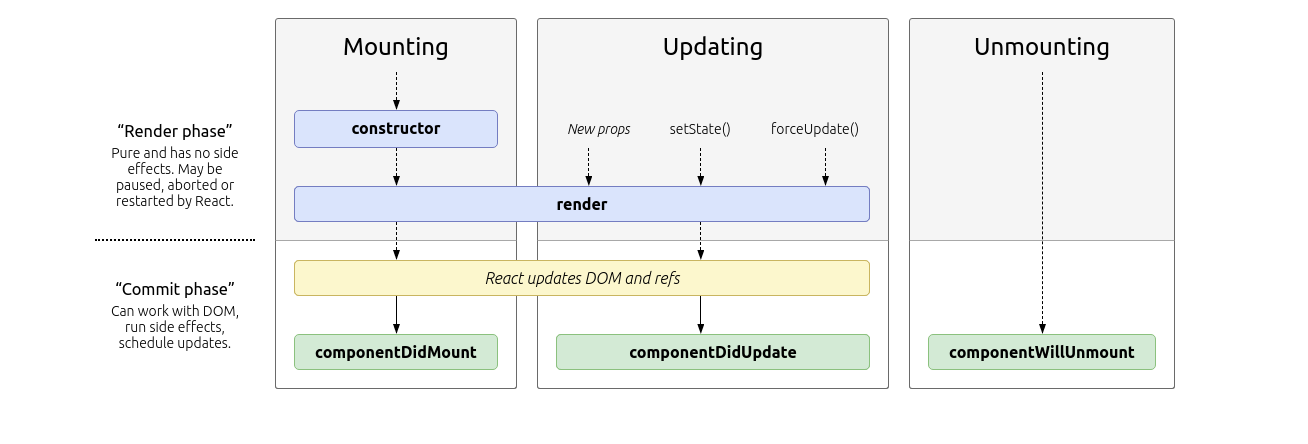 Mounting
Updating
Unmounting
“Render phase”
Pure and has no side
effects. May be
paused, aborted or
restarted by React.
constructor
New props
setState()
forceUpdate()
render
“Commit phase”
Can work with DOM,
run side effects,
schedule updates.
React updates DOM and refs
componentDidMount
componentDidUpdate
componentWillUnmount